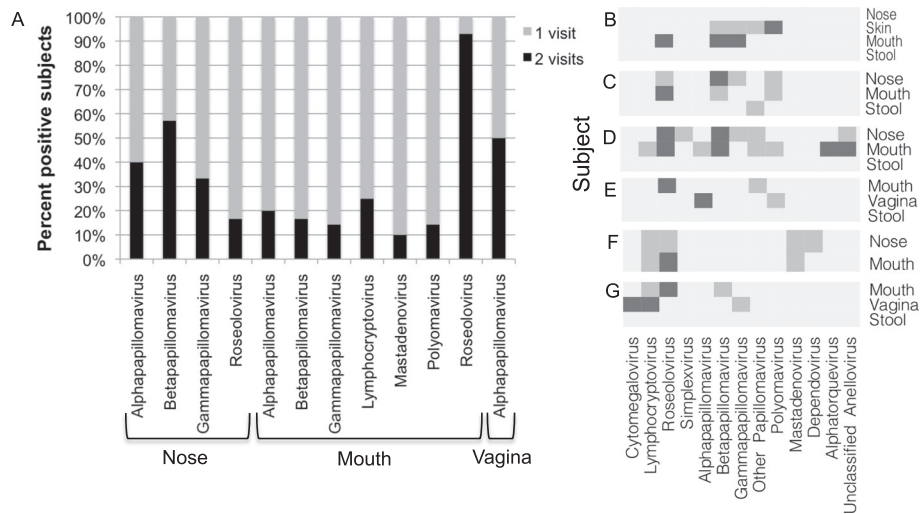 A
Percent positive subjects
100%
90%
80%
70%
60%
50%
40%
30%
20%
10%
0%
1 visit
2 visits
Alphapapillomavirus
Betapapillomavirus
Gammapapillomavirus
Roseolovirus
Alphapapillomavirus
Betapapillomavirus
Gammapapillomavirus
Lymphocryptovirus
Mastadenovirus
Polyomavirus
Roseolovirus
Alphapapillomavirus
Nose
Mouth
Vagina
Subject
B
Nose
Skin
Mouth
Stool
C
Nose
Mouth
Stool
D
Nose
Mouth
Stool
E
Mouth
Vagina
Stool
F
Nose
Mouth
G
Mouth
Vagina
Stool
Cytomegalovirus
Lymphocryptovirus
Roseolovirus
Simplexvirus
Alphapapillomavirus
Betapapillomavirus
Gammapapillomavirus
Other Papillomavirus
Polyomavirus
Mastadenovirus
Dependovirus
Alphatorquevirus
Unclassified Anellovirus